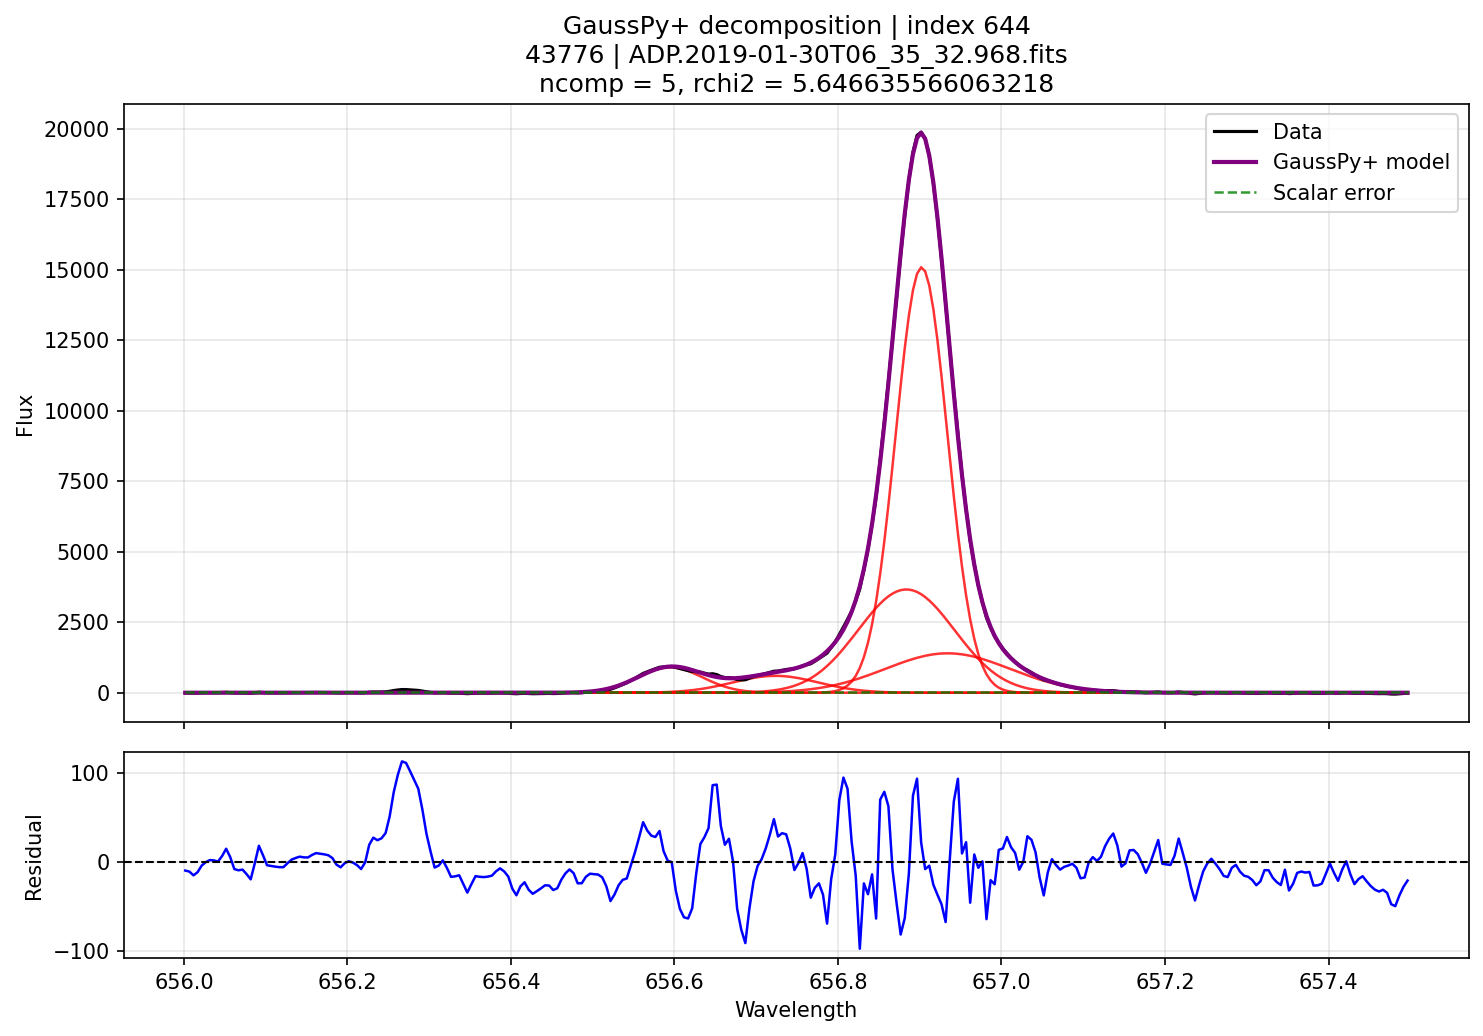 GaussPy+ decomposition | index 644
43776 | ADP.2019-01-30T06_35_32.968.fits
ncomp = 5, rchi2 = 5.646635566063218
Data
GaussPy+ model
Scalar error
20000
17500
15000
12500
10000
7500
5000
2500
0
Flux
100
0
−100
Residual
656.0
656.2
656.4
656.6
656.8
657.0
657.2
657.4
Wavelength